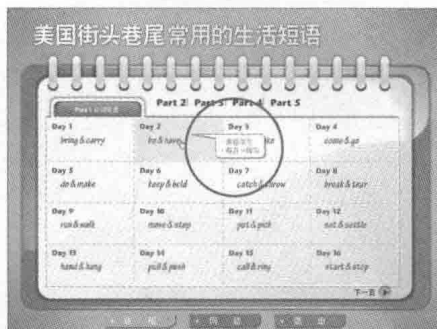 美国街头巷尾常用的生活短语
Part 2 Part 3 Part 4 Part 5
Day 1 Day 2 Day 3 Day 4
bring & carry be & have come & go
Day 5 Day 6 Day 7 Day 8
do & make keep & hold catch & throw break & tear
Day 9 Day 10 Day 11 Day 12
run & walk move & stop put & pick set & settle
Day 13 Day 14 Day 15 Day 16
hand & hang pull & push call & ring start & stop
下一页